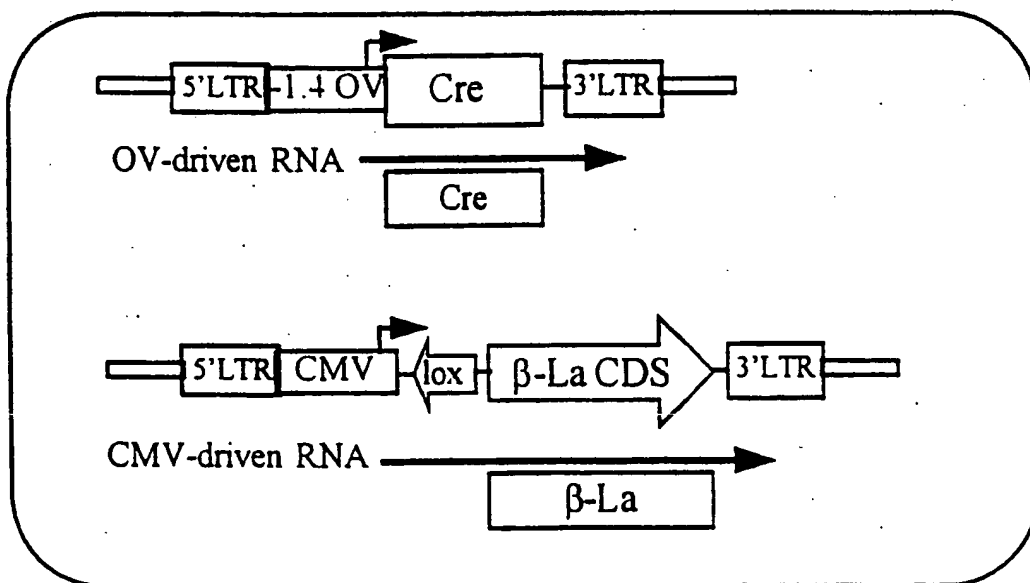 5'LTR -1.4 OV Cre 3'LTR
OV-driven RNA
Cre
5'LTR CMV lox β-La CDS 3'LTR
CMV-driven RNA
β-La